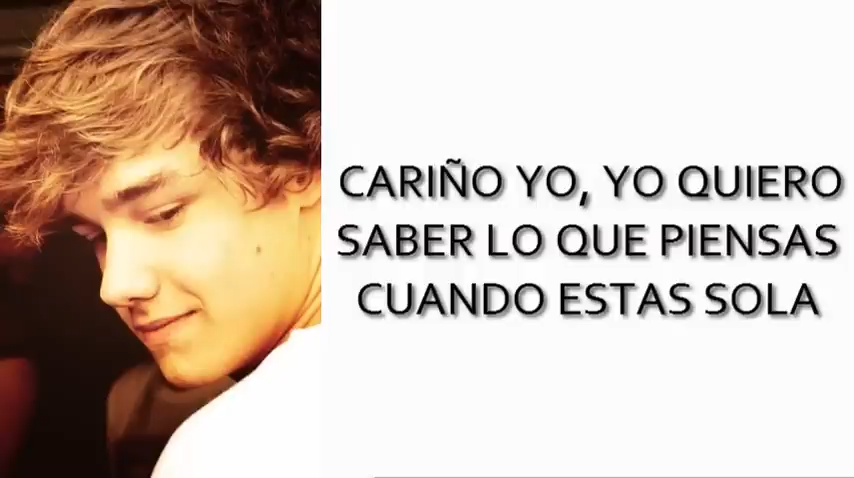 CARIÑO YO, YO QUIERO
SABER LO QUE PIENSAS
CUANDO ESTAS SOLA